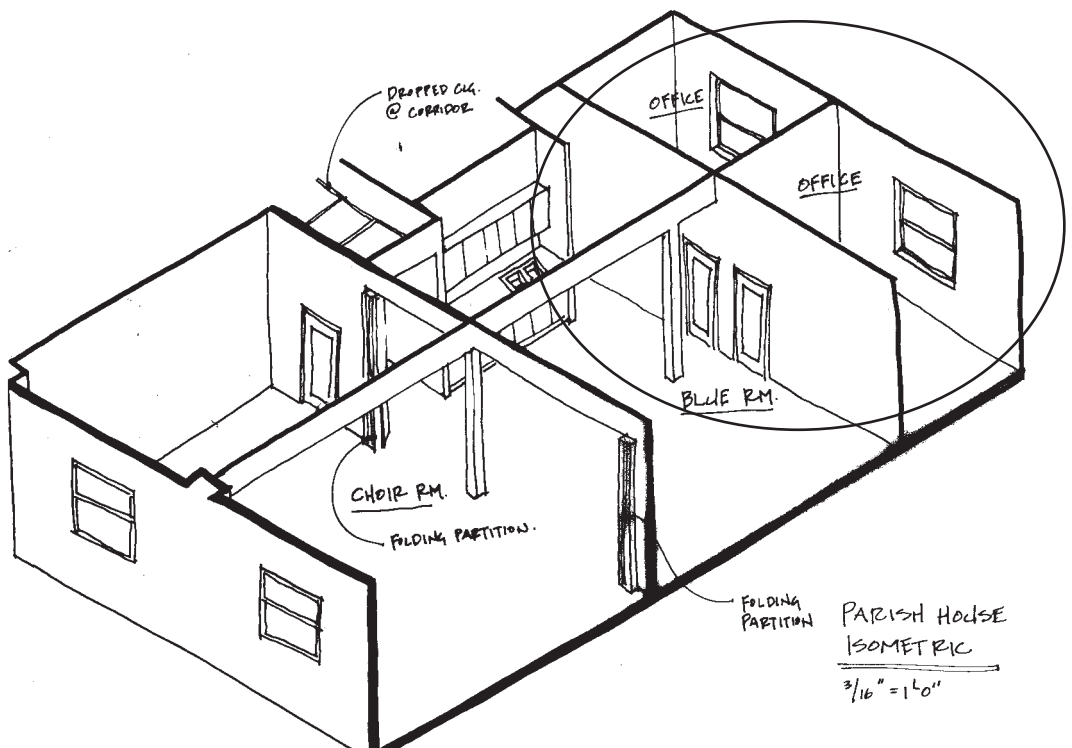 DROPPED CLG.
@ CORRIDOR
OFFICE
OFFICE
BLUE RM.
CHOIR RM.
FOLDING PARTITION.
FOLDING
PARTITION
PARISH HOUSE
ISOMETRIC
3/16" = 1'0"